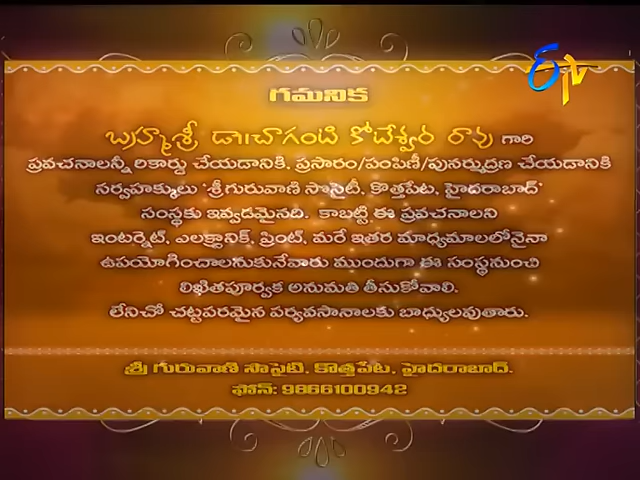 ETV
గమనిక
బ్రహ్మశ్రీ డా॥చాగంటి కోటేశ్వర రావు గారి
ప్రవచనాలన్నీ రికార్డు చేయడానికి, ప్రసారం/పంపిణీ/పునర్ముద్రణ చేయడానికి
సర్వహక్కులు 'శ్రీ గురువాణి సొసైటీ, కొత్తపేట, హైదరాబాద్'
సంస్థకు ఇవ్వడమైనది. కాబట్టి ఈ ప్రవచనాలని
ఇంటర్నెట్, ఎలక్ట్రానిక్, ప్రింట్, మరే ఇతర మాధ్యమాలలోనైనా
ఉపయోగించాలనుకునేవారు ముందుగా ఈ సంస్థనుంచి
లిఖితపూర్వక అనుమతి తీసుకోవాలి.
లేనిచో చట్టపరమైన పర్యవసానాలకు బాధ్యులవుతారు.
శ్రీ గురువాణి సొసైటీ, కొత్తపేట, హైదరాబాద్.
ఫోన్: 9866100942